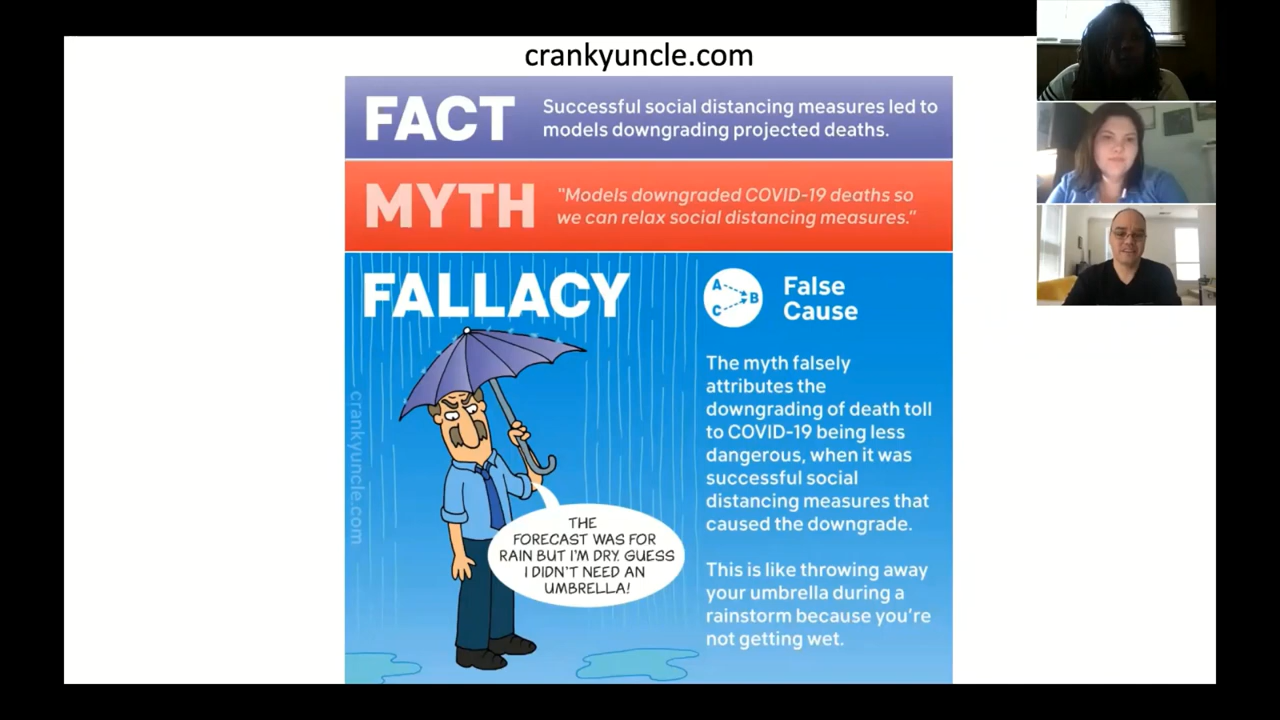 crankyuncle.com
FACT
Successful social distancing measures led to
models downgrading projected deaths.
MYTH
"Models downgraded COVID-19 deaths so
we can relax social distancing measures."
FALLACY
A
B
C
False
Cause
The myth falsely
attributes the
downgrading of death toll
to COVID-19 being less
dangerous, when it was
successful social
distancing measures that
caused the downgrade.
This is like throwing away
your umbrella during a
rainstorm because you're
not getting wet.
THE
FORECAST WAS FOR
RAIN BUT I'M DRY. GUESS
I DIDN'T NEED AN
UMBRELLA!
crankyuncle.com